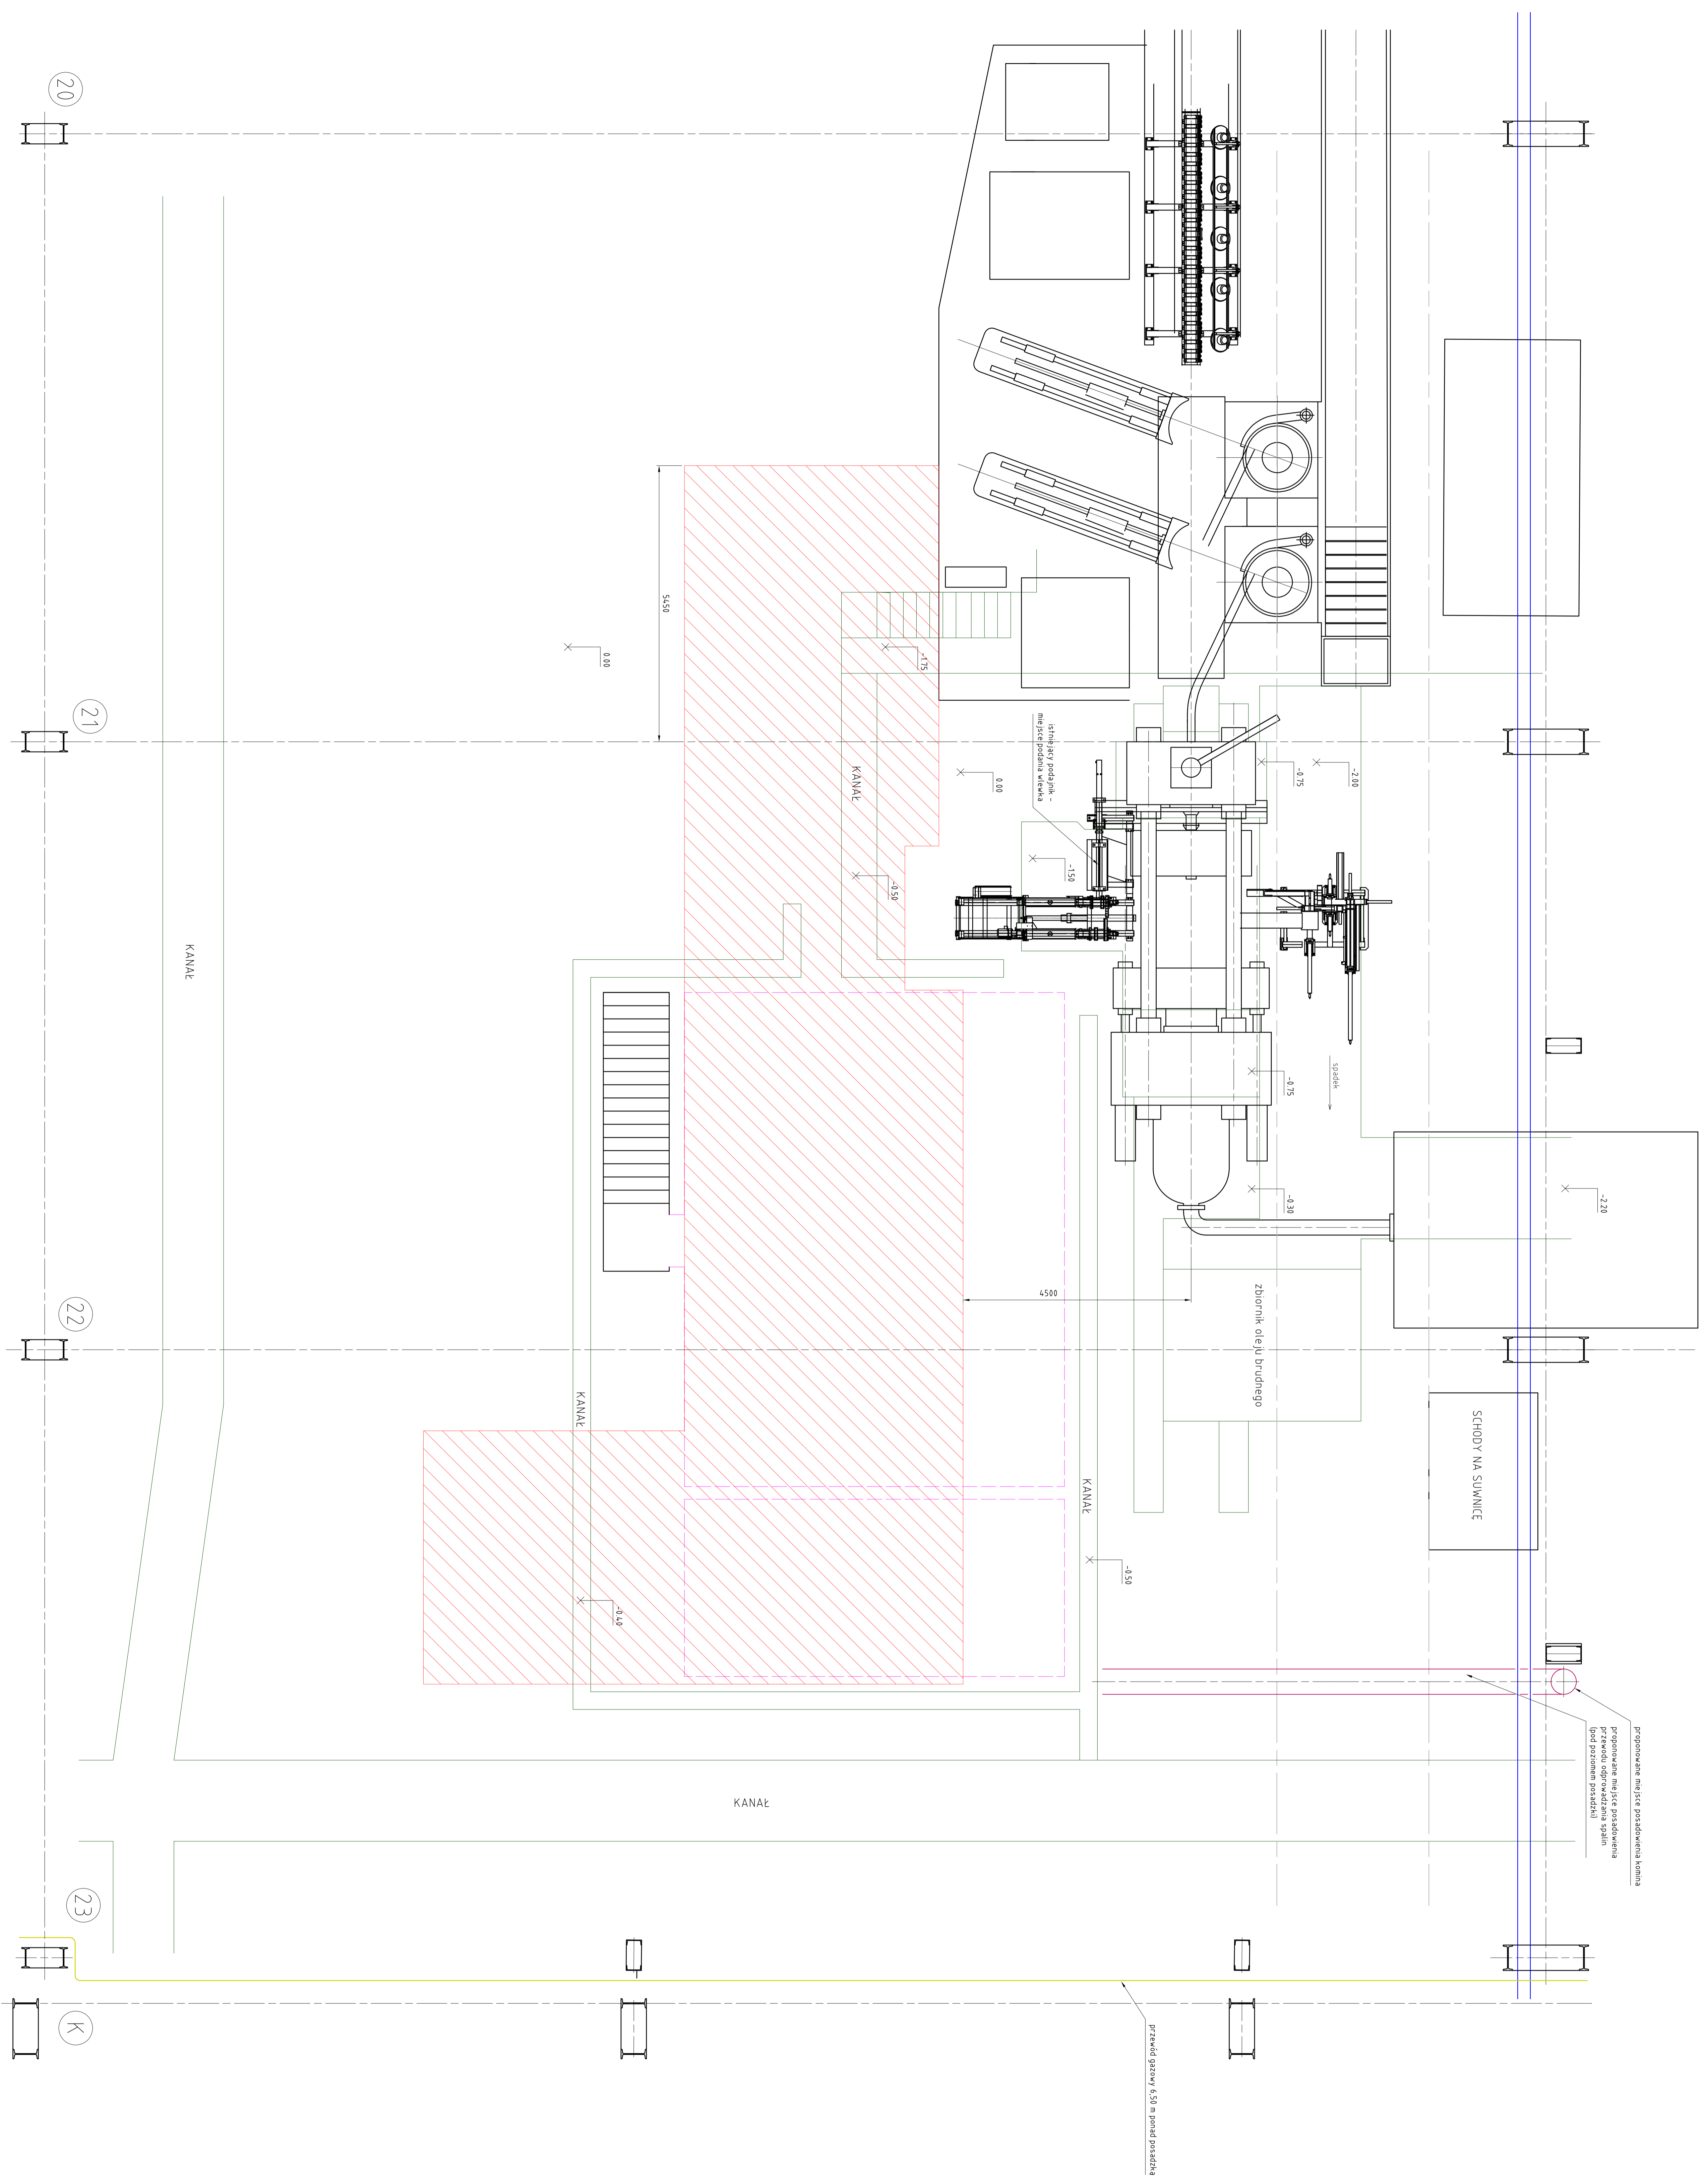 20
21
22
23
K
5450
0.00
-1.75
istniejący podajnik -
miejsce podania wlewka
KANAŁ
0.00
-0.75
-2.00
-1.50
-0.50
KANAŁ
spadek
-0.75
-0.30
-2.20
4500
zbiornik oleju brudnego
KANAŁ
SCHODY NA SUWNICĘ
KANAŁ
-0.50
-0.40
proponowane miejsce posadowienia komina
proponowane miejsce posadowienia
przewodu odprowadzania spalin
(pod poziomem posadzki)
KANAŁ
przewód gazowy 6,50 m ponad posadzką